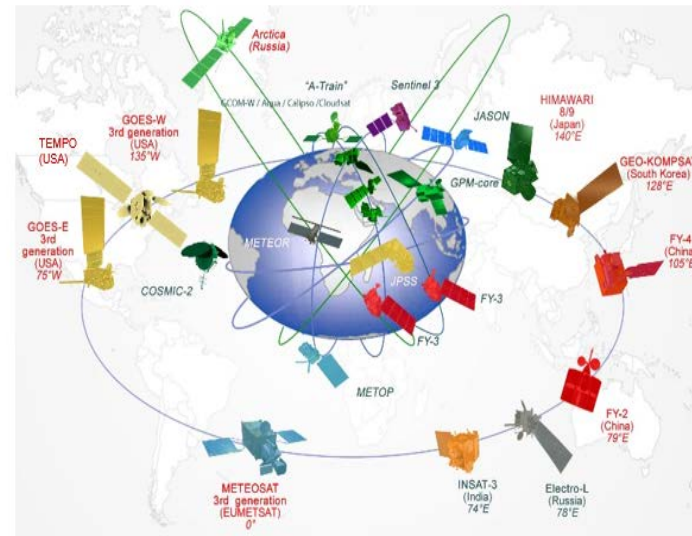 Arctica
(Russia)
"A-Train"
GCOM-W / Aqua / Calipso /Cloudsat
Sentinel 3
JASON
HIMAWARI
8/9
(Japan)
140°E
GOES-W
3rd generation
(USA)
135°W
TEMPO
(USA)
GEO-KOMPSAT
(South Korea)
128°E
GPM-core
GOES-E
3rd
generation
(USA)
75°W
METEOR
FY-4
(China)
105°E
COSMIC-2
JPSS
FY-3
FY-3
METOP
FY-2
(China)
79°E
METEOSAT
3rd generation
(EUMETSAT)
0°
INSAT-3
(India)
74°E
Electro-L
(Russia)
78°E